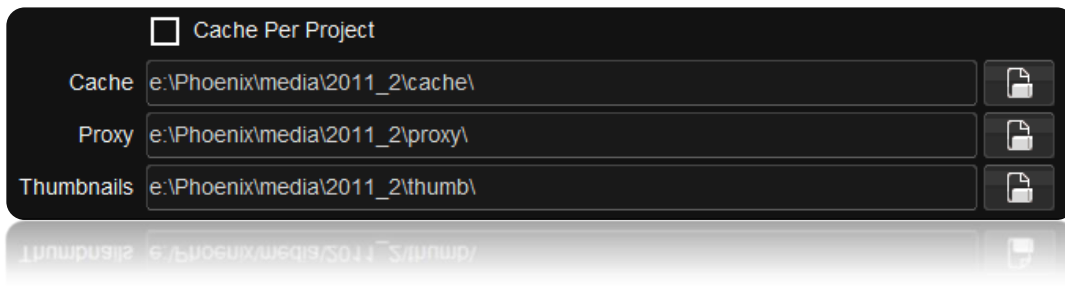 Cache Per Project
Cache e:\Phoenix\media\2011_2\cache\
Proxy e:\Phoenix\media\2011_2\proxy\
Thumbnails e:\Phoenix\media\2011_2\thumb\